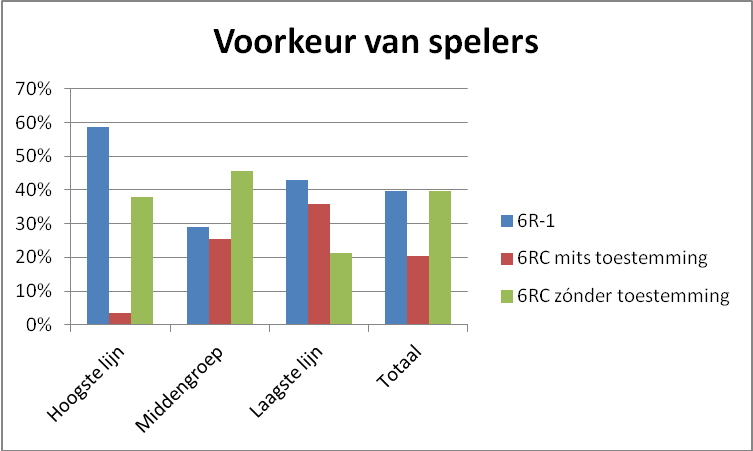 Voorkeur van spelers
70%
60%
50%
40%
30%
20%
10%
0%
Hoogste lijn
Middengroep
Laagste lijn
Totaal
6R-1
6RC mits toestemming
6RC zónder toestemming